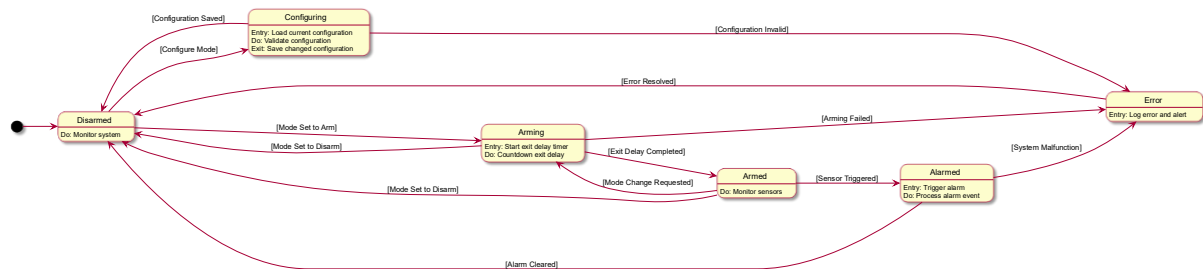 Configuring
Entry: Load current configuration
Do: Validate configuration
Exit: Save changed configuration
[Configuration Saved]
[Configure Mode]
[Configuration Invalid]
[Error Resolved]
Disarmed
Do: Monitor system
Error
Entry: Log error and alert
[Mode Set to Arm]
[Mode Set to Disarm]
Arming
Entry: Start exit delay timer
Do: Countdown exit delay
[Arming Failed]
[Exit Delay Completed]
[Mode Change Requested]
[Mode Set to Disarm]
Armed
Do: Monitor sensors
[Sensor Triggered]
Alarmed
Entry: Trigger alarm
Do: Process alarm event
[System Malfunction]
[Alarm Cleared]